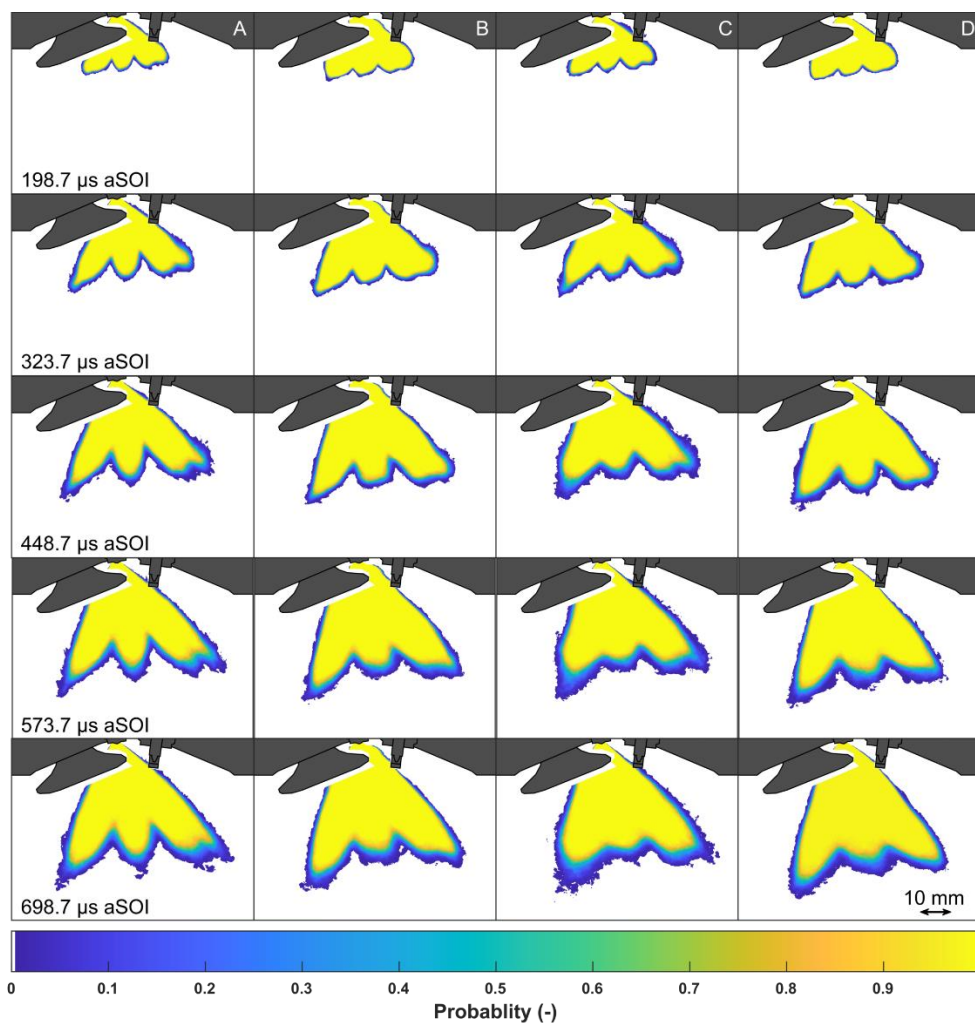 A B C D
198.7 µs aSOI
323.7 µs aSOI
448.7 µs aSOI
573.7 µs aSOI
698.7 µs aSOI
10 mm
0 0.1 0.2 0.3 0.4 0.5 0.6 0.7 0.8 0.9
Probablity (-)